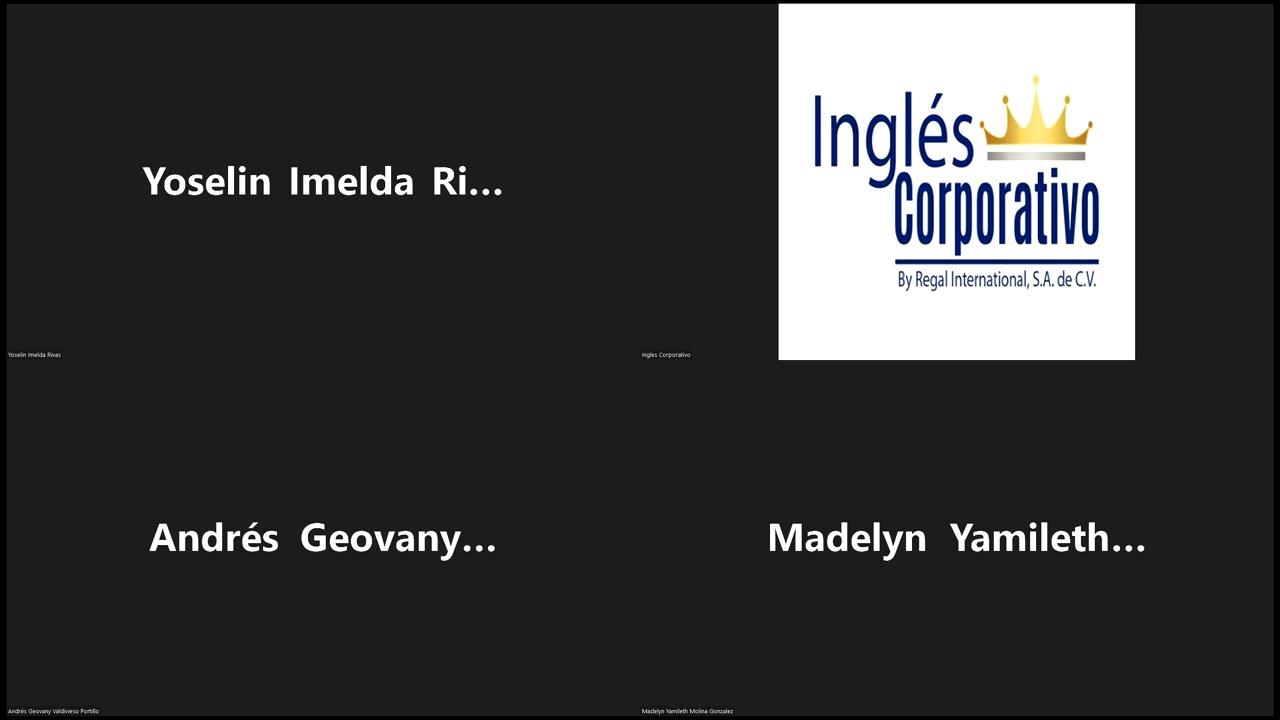 Yoselin Imelda Ri...
Inglés
Corporativo
By Regal International, S.A. de C.V.
Yoselin Imelda Rivas
Ingles Corporativo
Andrés Geovany...
Madelyn Yamileth...
Andrés Geovany Valdivieso Portillo
Madelyn Yamileth Molina Gonzalez